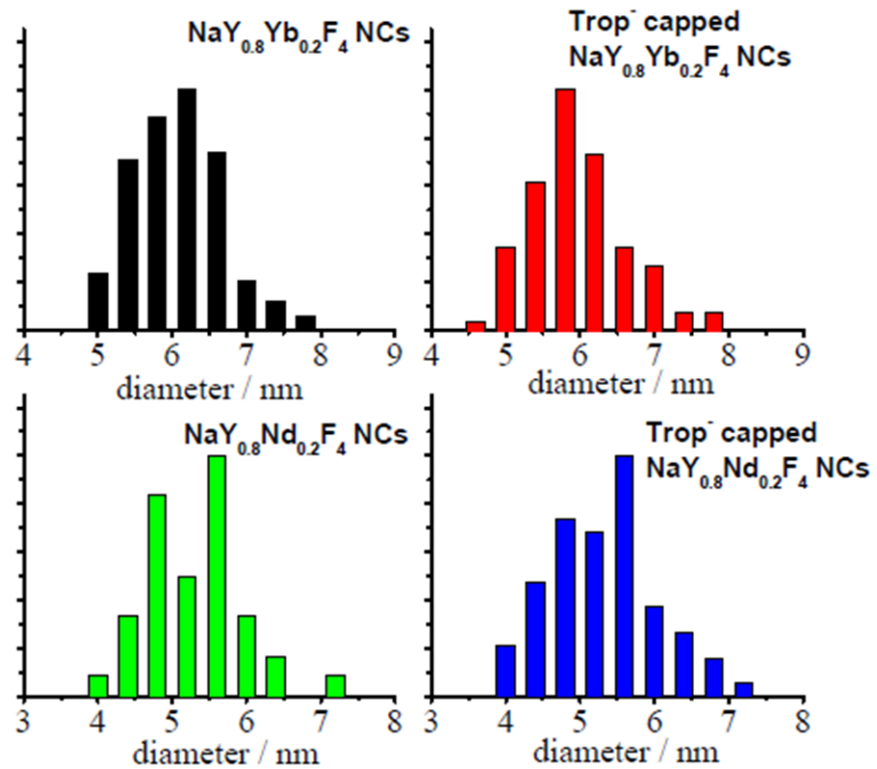 NaY0.8Yb0.2F4 NCs
4 5 6 7 8 9
diameter / nm
Trop- capped
NaY0.8Yb0.2F4 NCs
4 5 6 7 8 9
diameter / nm
NaY0.8Nd0.2F4 NCs
3 4 5 6 7 8
diameter / nm
Trop- capped
NaY0.8Nd0.2F4 NCs
3 4 5 6 7 8
diameter / nm